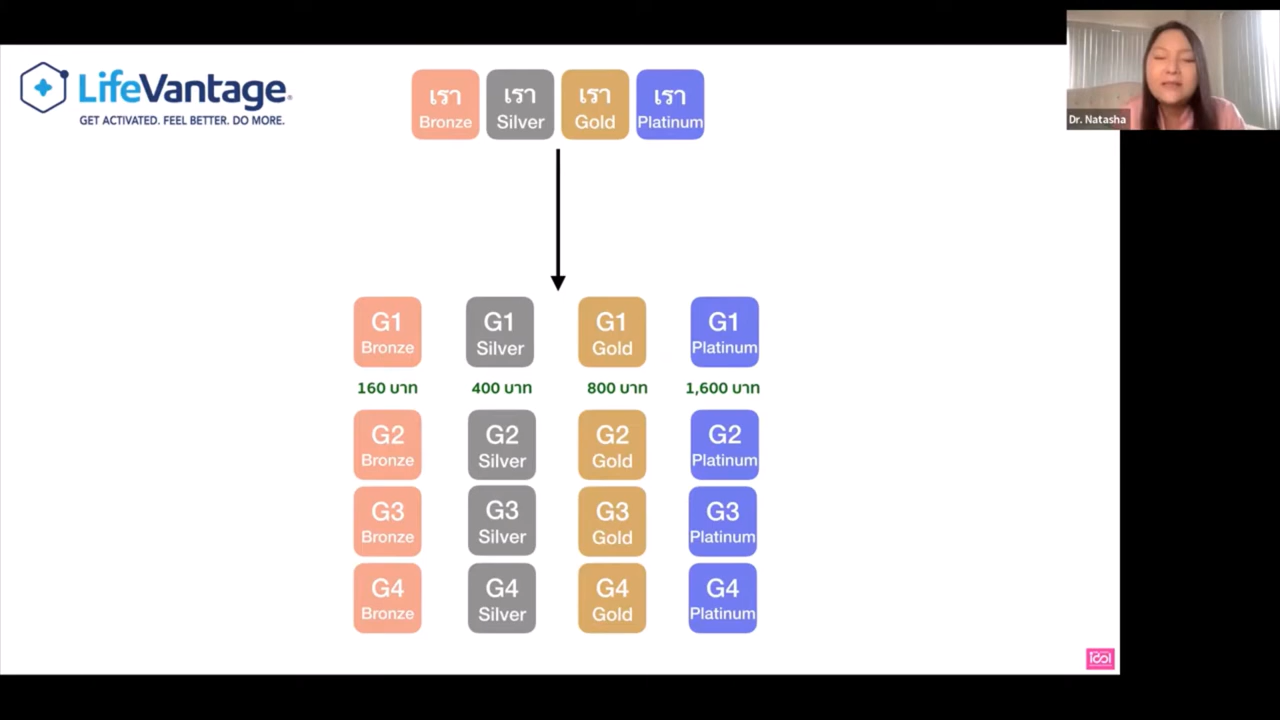 LifeVantage®
GET ACTIVATED. FEEL BETTER. DO MORE.
เรา
Bronze
เรา
Silver
เรา
Gold
เรา
Platinum
Dr. Natasha
G1
Bronze
G1
Silver
G1
Gold
G1
Platinum
160 บาท
400 บาท
800 บาท
1,600 บาท
G2
Bronze
G2
Silver
G2
Gold
G2
Platinum
G3
Bronze
G3
Silver
G3
Gold
G3
Platinum
G4
Bronze
G4
Silver
G4
Gold
G4
Platinum